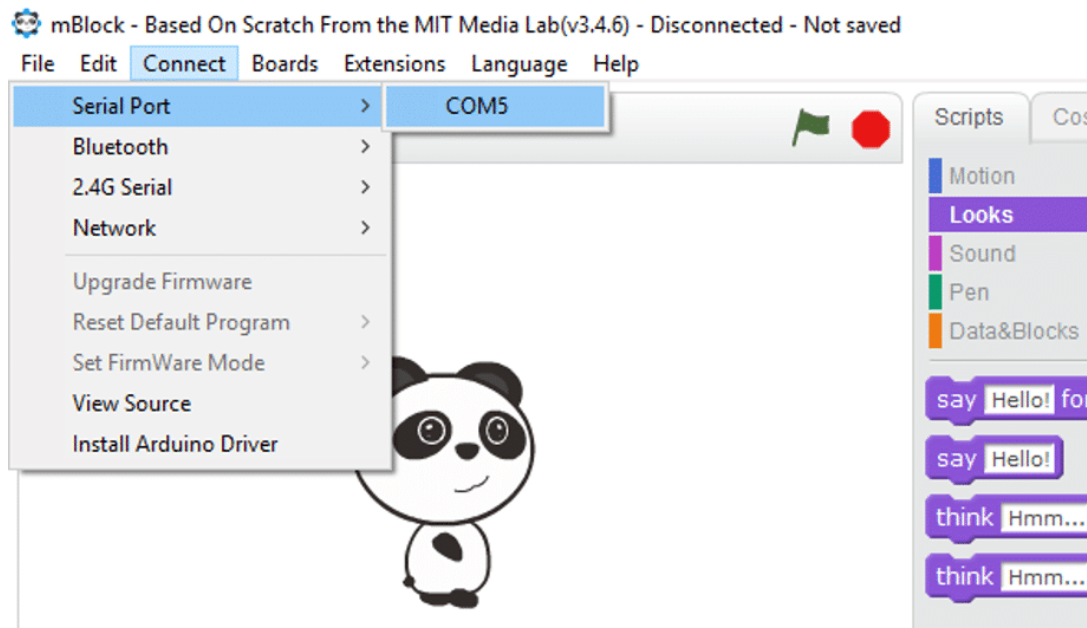 mBlock - Based On Scratch From the MIT Media Lab(v3.4.6) - Disconnected - Not saved
File Edit Connect Boards Extensions Language Help
Serial Port
COM5
Bluetooth
2.4G Serial
Network
Upgrade Firmware
Reset Default Program
Set FirmWare Mode
View Source
Install Arduino Driver
Scripts
Motion
Looks
Sound
Pen
Data&Blocks
say Hello!
say Hello!
think Hmm...
think Hmm...